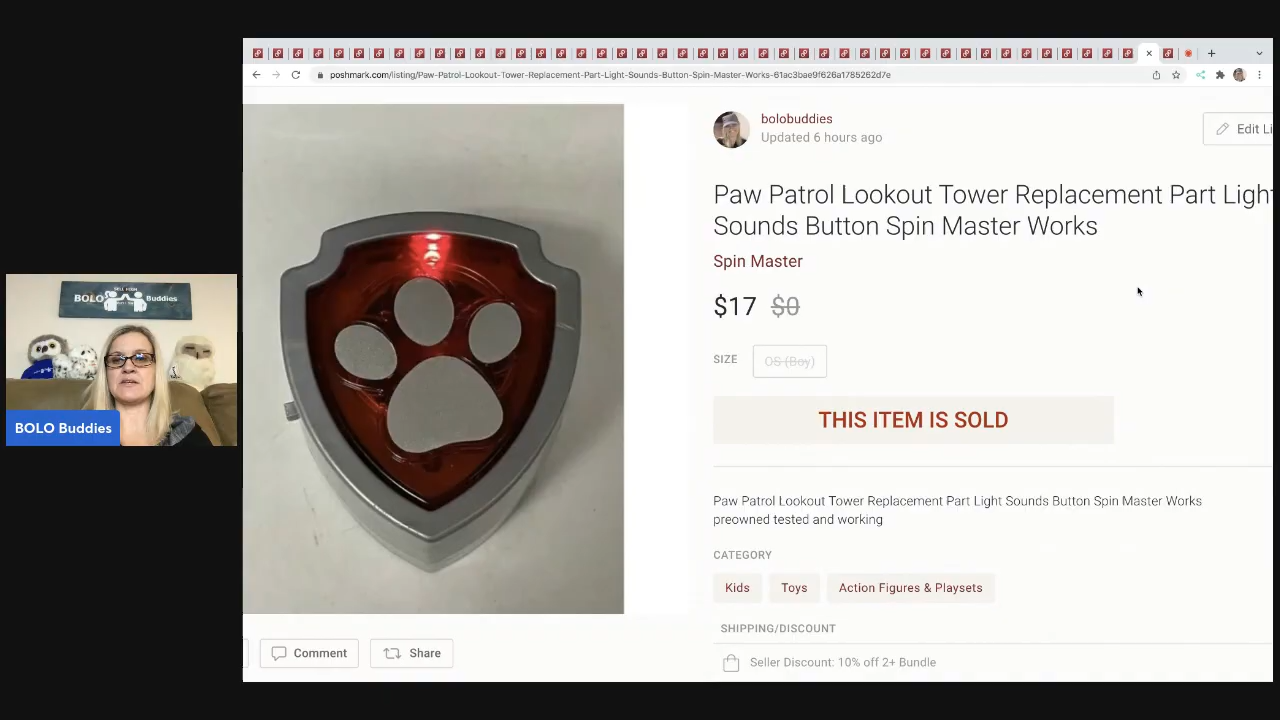 poshmark.com/listing/Paw-Patrol-Lookout-Tower-Replacement-Part-Light-Sounds-Button-Spin-Master-Works-61ac3bae9f626a1785262d7e
bolobuddies
Updated 6 hours ago
Edit Li
Paw Patrol Lookout Tower Replacement Part Light
Sounds Button Spin Master Works
Spin Master
$17 $0
SIZE OS (Boy)
THIS ITEM IS SOLD
Paw Patrol Lookout Tower Replacement Part Light Sounds Button Spin Master Works
preowned tested and working
CATEGORY
Kids Toys Action Figures & Playsets
SHIPPING/DISCOUNT
Seller Discount: 10% off 2+ Bundle
Comment Share
BOLO Buddies
BOLO Buddies